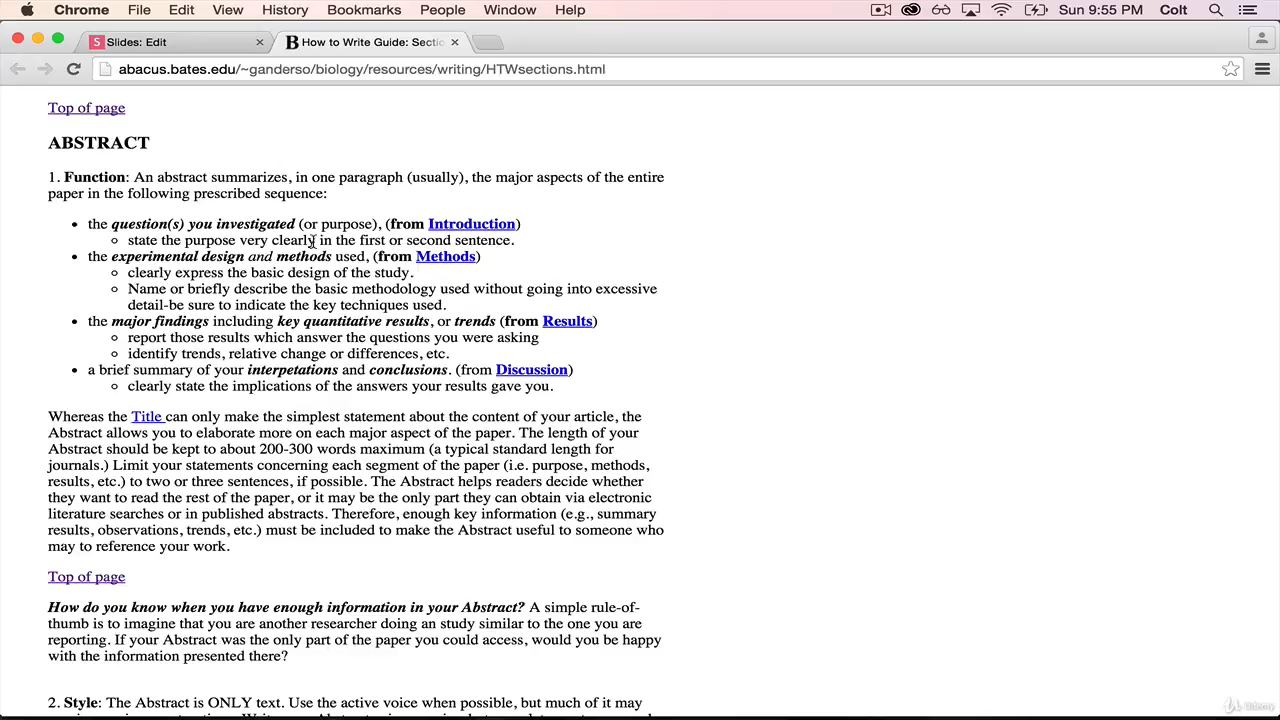 Chrome File Edit View History Bookmarks People Window Help Sun 9:55 PM Colt
Slides: Edit
How to Write Guide: Sectio
abacus.bates.edu/~ganderso/biology/resources/writing/HTWsections.html
Top of page
ABSTRACT
1. Function: An abstract summarizes, in one paragraph (usually), the major aspects of the entire
paper in the following prescribed sequence:
• the question(s) you investigated (or purpose), (from Introduction)
○ state the purpose very clearly in the first or second sentence.
• the experimental design and methods used, (from Methods)
○ clearly express the basic design of the study.
○ Name or briefly describe the basic methodology used without going into excessive
detail-be sure to indicate the key techniques used.
• the major findings including key quantitative results, or trends (from Results)
○ report those results which answer the questions you were asking
○ identify trends, relative change or differences, etc.
• a brief summary of your interpetations and conclusions. (from Discussion)
○ clearly state the implications of the answers your results gave you.
Whereas the Title can only make the simplest statement about the content of your article, the
Abstract allows you to elaborate more on each major aspect of the paper. The length of your
Abstract should be kept to about 200-300 words maximum (a typical standard length for
journals.) Limit your statements concerning each segment of the paper (i.e. purpose, methods,
results, etc.) to two or three sentences, if possible. The Abstract helps readers decide whether
they want to read the rest of the paper, or it may be the only part they can obtain via electronic
literature searches or in published abstracts. Therefore, enough key information (e.g., summary
results, observations, trends, etc.) must be included to make the Abstract useful to someone who
may to reference your work.
Top of page
How do you know when you have enough information in your Abstract? A simple rule-of-
thumb is to imagine that you are another researcher doing an study similar to the one you are
reporting. If your Abstract was the only part of the paper you could access, would you be happy
with the information presented there?
2. Style: The Abstract is ONLY text. Use the active voice when possible, but much of it may
Udemy